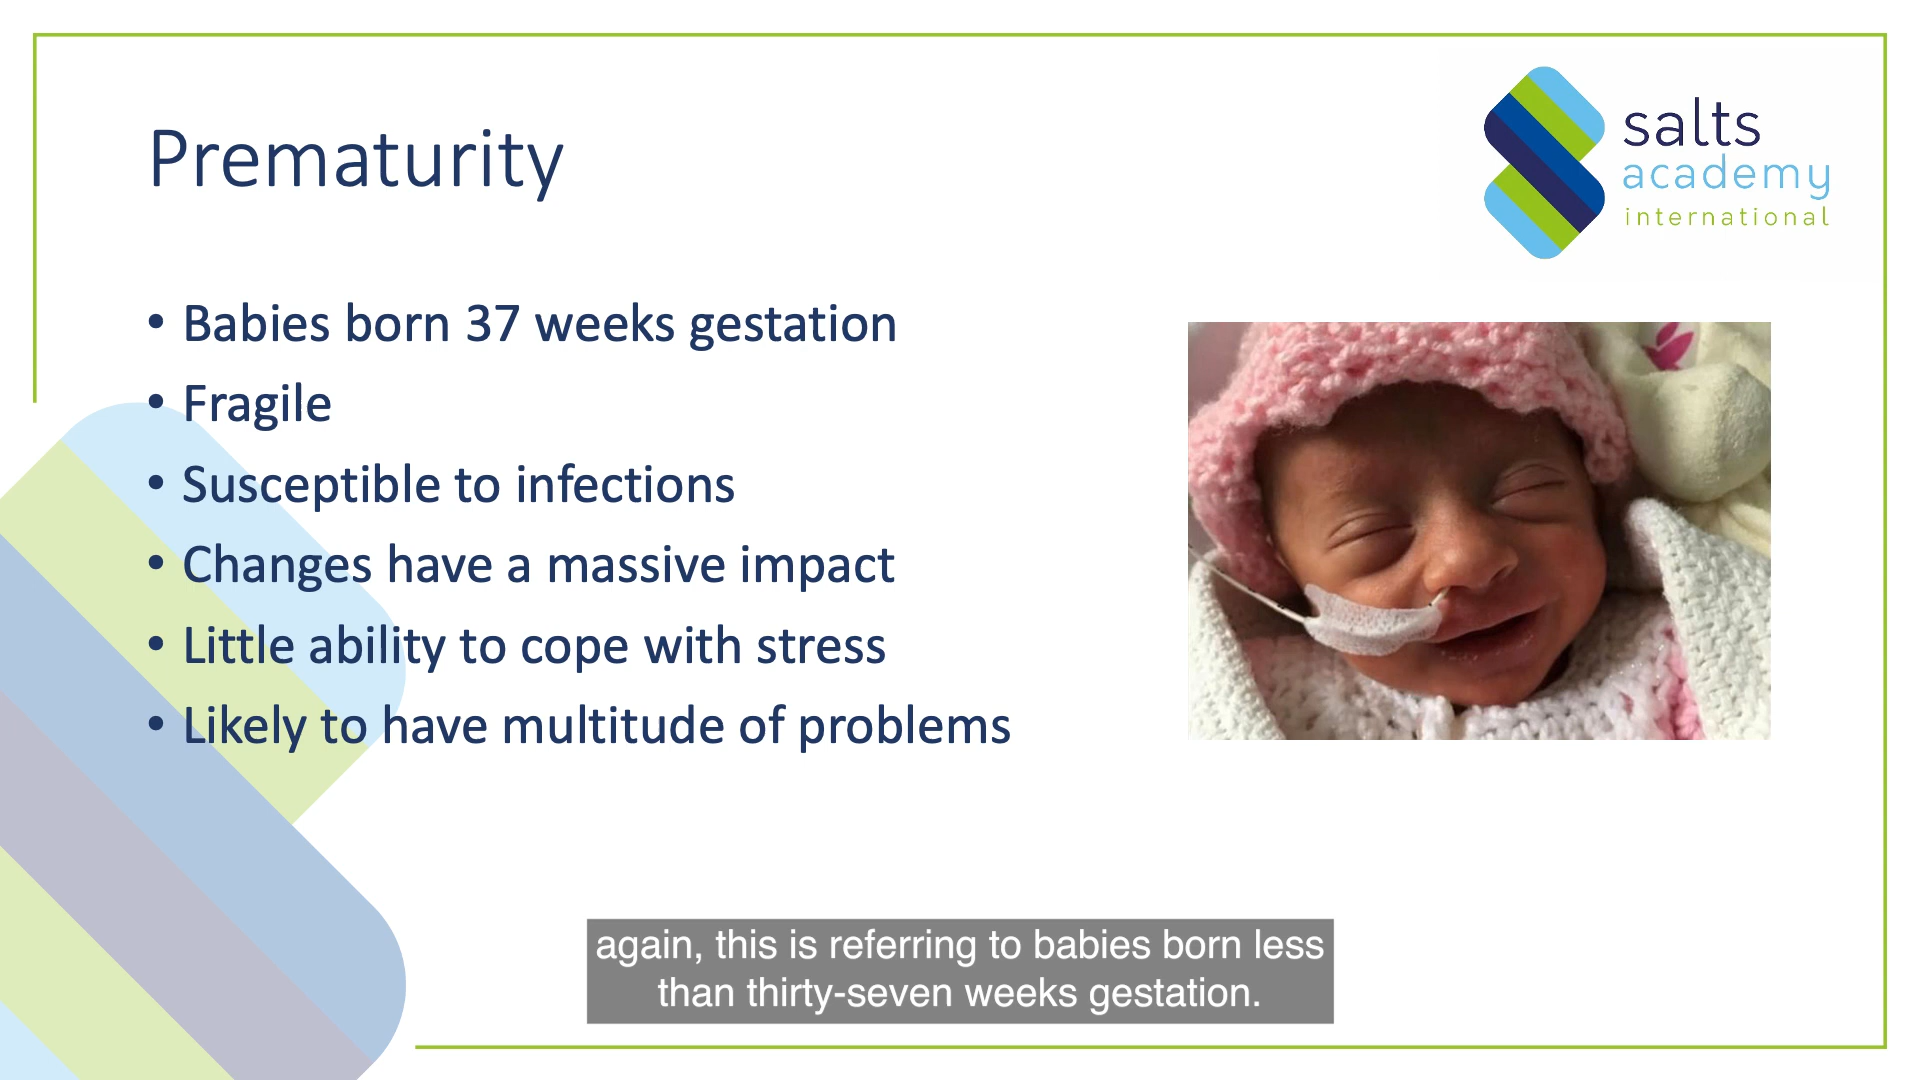 Prematurity
salts
academy
international
• Babies born 37 weeks gestation
• Fragile
• Susceptible to infections
• Changes have a massive impact
• Little ability to cope with stress
• Likely to have multitude of problems
again, this is referring to babies born less
than thirty-seven weeks gestation.